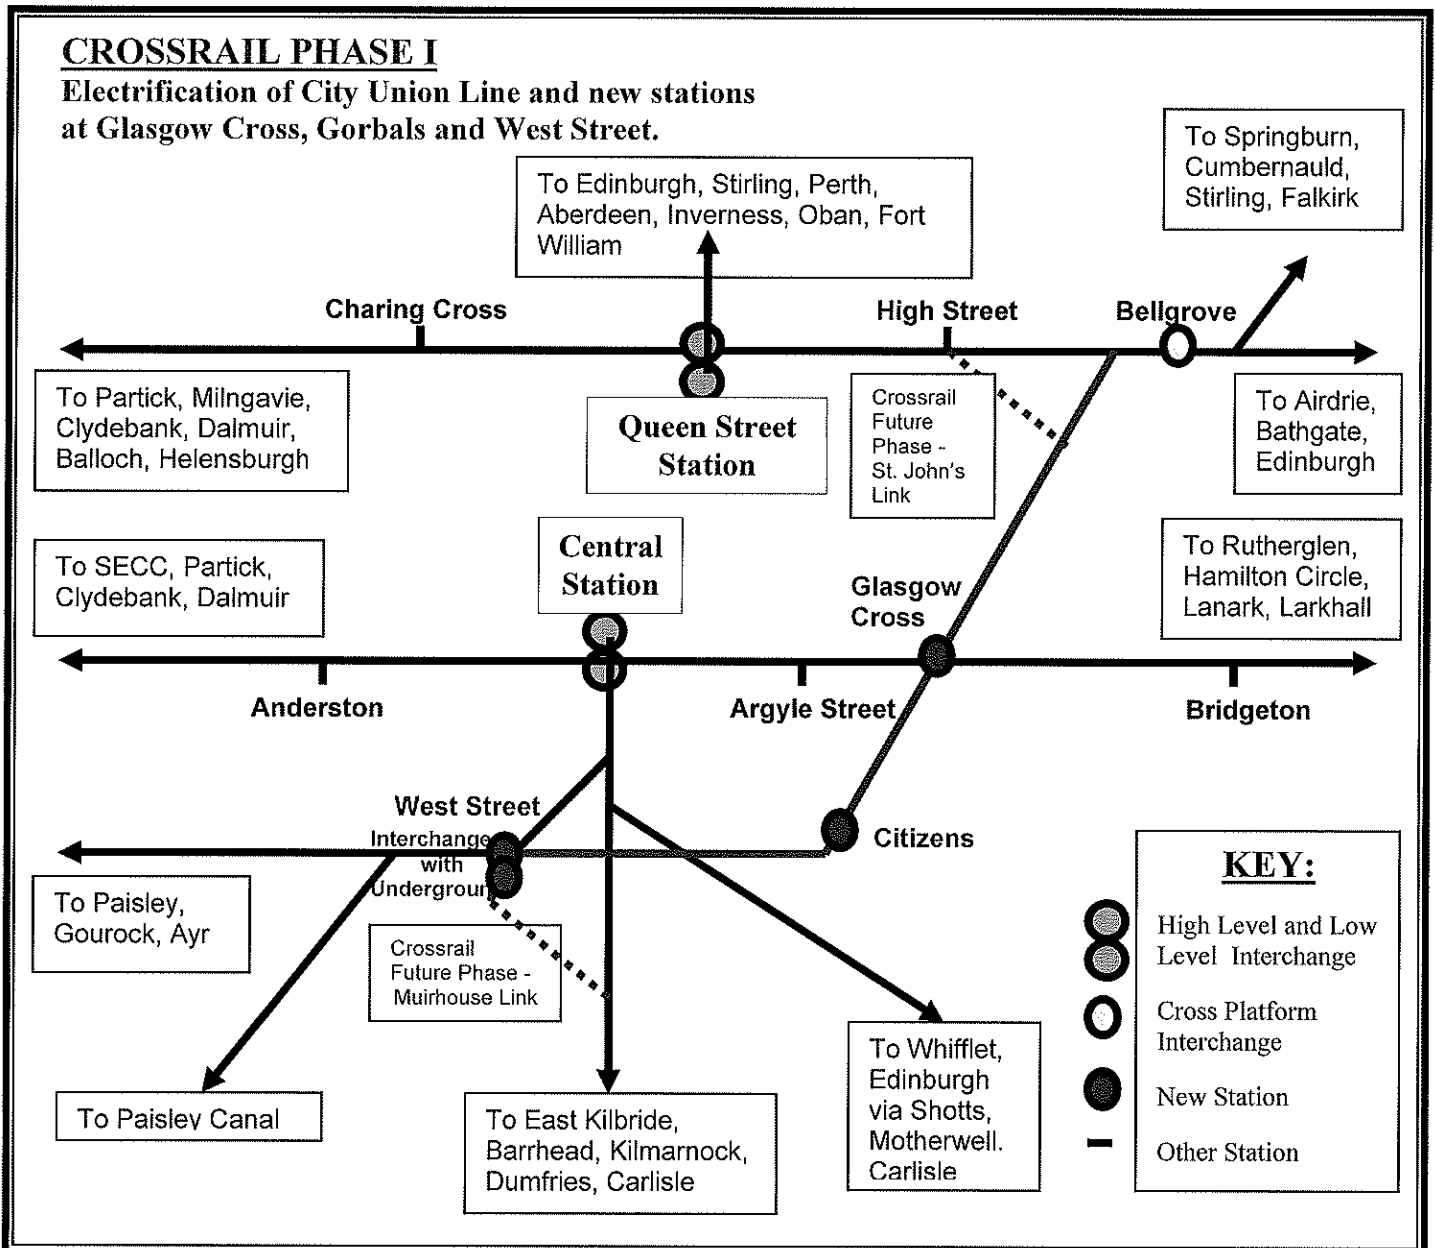 CROSSRAIL PHASE I
Electrification of City Union Line and new stations
at Glasgow Cross, Gorbals and West Street.
To Springburn,
Cumbernauld,
Stirling, Falkirk
To Edinburgh, Stirling, Perth,
Aberdeen, Inverness, Oban, Fort
William
Charing Cross
High Street
Bellgrove
To Partick, Milngavie,
Clydebank, Dalmuir,
Balloch, Helensburgh
Queen Street
Station
Crossrail
Future
Phase -
St. John's
Link
To Airdrie,
Bathgate,
Edinburgh
To SECC, Partick,
Clydebank, Dalmuir
Central
Station
Glasgow
Cross
To Rutherglen,
Hamilton Circle,
Lanark, Larkhall
Anderston
Argyle Street
Bridgeton
West Street
Interchange
with
Undergroun
Citizens
To Paisley,
Gourock, Ayr
Crossrail
Future Phase -
Muirhouse Link
To Paisley Canal
To East Kilbride,
Barrhead, Kilmarnock,
Dumfries, Carlisle
To Whifflet,
Edinburgh
via Shotts,
Motherwell.
Carlisle
KEY:
High Level and Low
Level Interchange
Cross Platform
Interchange
New Station
Other Station